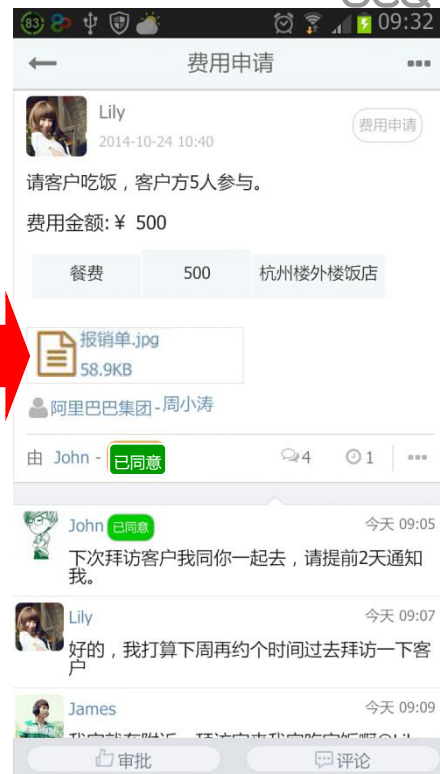 83 09:32
费用申请
Lily
2014-10-24 10:40
费用申请
请客户吃饭，客户方5人参与。
费用金额: ¥ 500
餐费 500 杭州楼外楼饭店
报销单.jpg
58.9KB
阿里巴巴集团-周小涛
由 John - 已同意 4 1
John 已同意 今天 09:05
下次拜访客户我同你一起去，请提前2天通知
我。
Lily 今天 09:07
好的，我打算下周再约个时间过去拜访一下客
户
James 今天 09:09
审批 评论